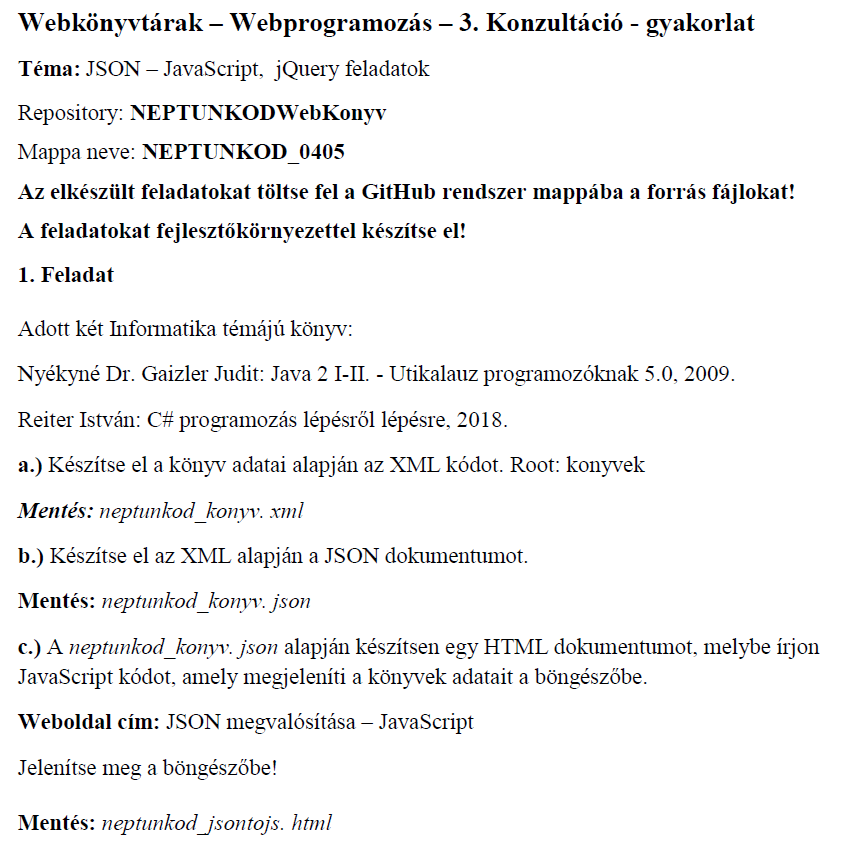 Webkönyvtárak – Webprogramozás – 3. Konzultáció - gyakorlat
Téma: JSON – JavaScript, jQuery feladatok
Repository: NEPTUNKODWebKonyv
Mappa neve: NEPTUNKOD_0405
Az elkészült feladatokat töltse fel a GitHub rendszer mappába a forrás fájlokat!
A feladatokat fejlesztőkörnyezettel készítse el!
1. Feladat
Adott két Informatika témájú könyv:
Nyékyné Dr. Gaizler Judit: Java 2 I-II. - Utikalauz programozóknak 5.0, 2009.
Reiter István: C# programozás lépésről lépésre, 2018.
a.) Készítse el a könyv adatai alapján az XML kódot. Root: konyvek
Mentés: neptunkod_konyv. xml
b.) Készítse el az XML alapján a JSON dokumentumot.
Mentés: neptunkod_konyv. json
c.) A neptunkod_konyv. json alapján készítsen egy HTML dokumentumot, melybe írjon
JavaScript kódot, amely megjeleníti a könyvek adatait a böngészőbe.
Weboldal cím: JSON megvalósítása – JavaScript
Jelenítse meg a böngészőbe!
Mentés: neptunkod_jsontojs. html